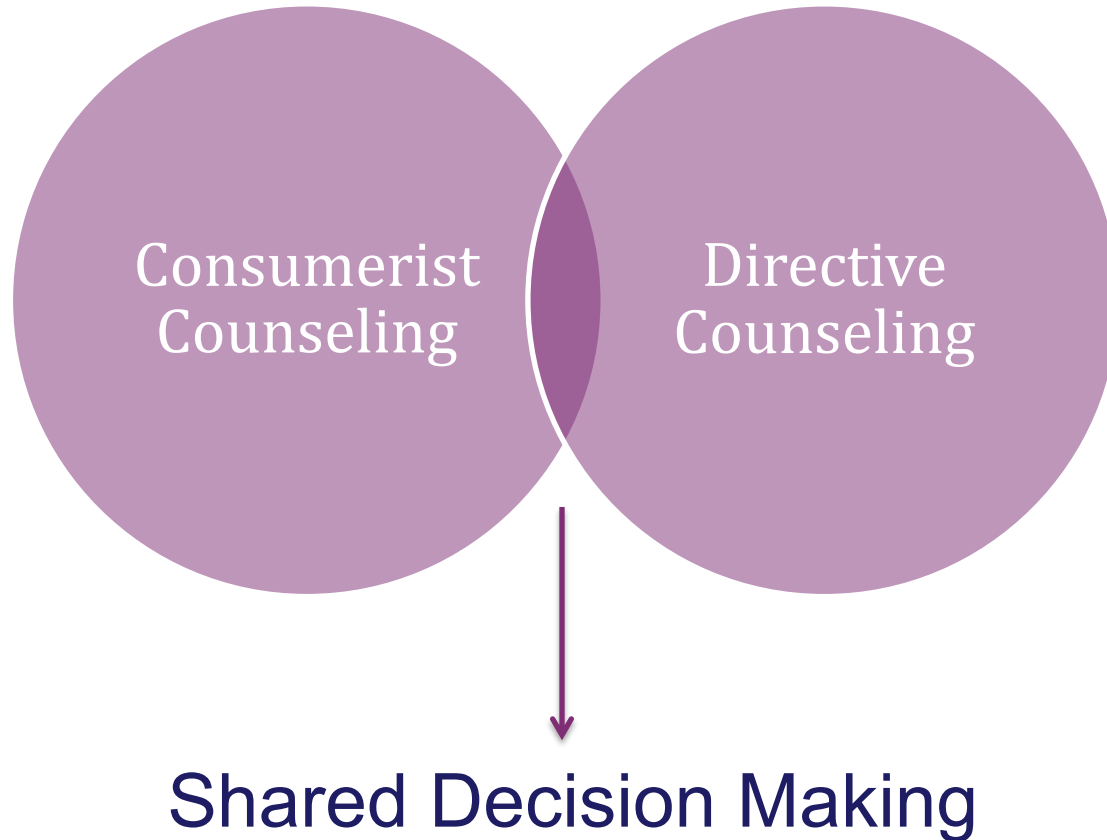 Consumerist
Counseling
Directive
Counseling
Shared Decision Making